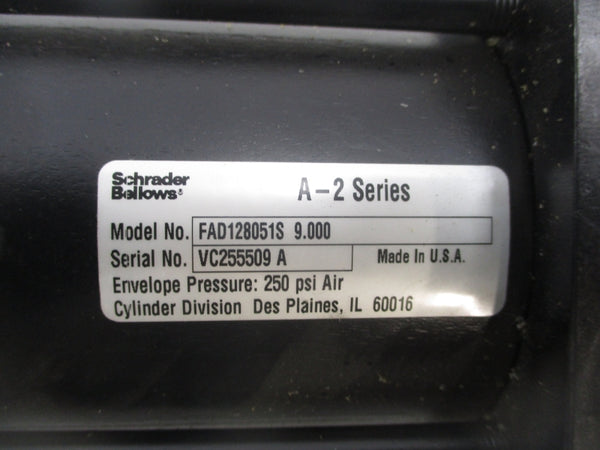 Schrader
Bellows®
A-2 Series
Model No. FAD128051S 9.000
Serial No. VC255509 A
Made In U.S.A.
Envelope Pressure: 250 psi Air
Cylinder Division Des Plaines, IL 60016